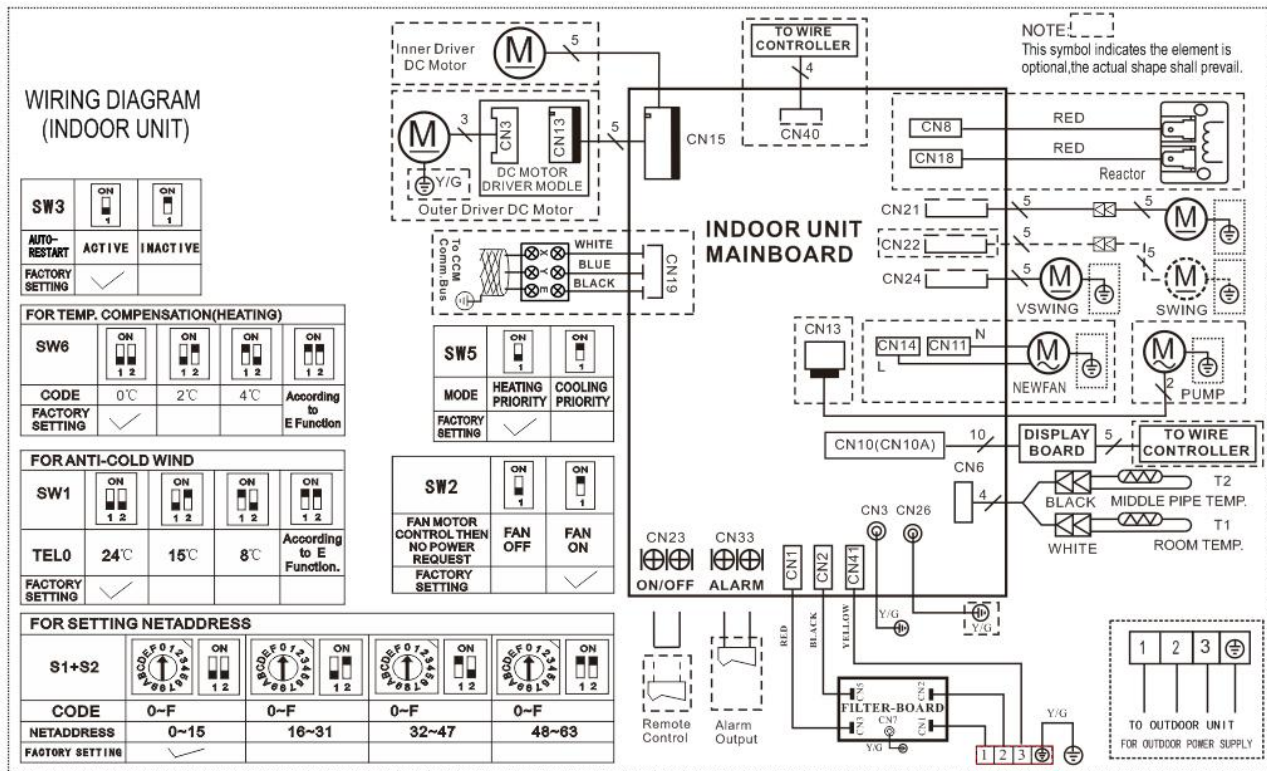 WIRING DIAGRAM
(INDOOR UNIT)
Inner Driver
DC Motor
M
5
M
3
CN3
CN13
5
CN15
Y/G
DC MOTOR
DRIVER MODLE
Outer Driver DC Motor
TO WIRE
CONTROLLER
4
CN40
NOTE:
This symbol indicates the element is
optional,the actual shape shall prevail.
CN8
RED
CN18
RED
Reactor
SW3
ON
1
ON
1
AUTO-
RESTART
ACTIVE
INACTIVE
FACTORY
SETTING
To CCM
Comm. Bus
X
Y
E
WHITE
BLUE
BLACK
CN19
INDOOR UNIT
MAINBOARD
CN21
5
5
M
CN22
5
5
M
SWING
CN24
5
M
VSWING
FOR TEMP. COMPENSATION(HEATING)
SW6
ON
1 2
ON
1 2
ON
1 2
ON
1 2
CODE
0℃
2℃
4℃
According
to
E Function
FACTORY
SETTING
SW5
ON
1
ON
1
MODE
HEATING
PRIORITY
COOLING
PRIORITY
FACTORY
SETTING
CN13
CN14
CN11
N
L
M
NEWFAN
M
2
PUMP
FOR ANTI-COLD WIND
SW1
ON
1 2
ON
1 2
ON
1 2
ON
1 2
TEL0
24℃
15℃
8℃
According
to E
Function.
FACTORY
SETTING
SW2
ON
1
ON
1
FAN MOTOR
CONTROL THEN
NO POWER
REQUEST
FAN
OFF
FAN
ON
FACTORY
SETTING
CN10(CN10A)
10
DISPLAY
BOARD
5
TO WIRE
CONTROLLER
CN6
4
BLACK
T2
MIDDLE PIPE TEMP.
WHITE
T1
ROOM TEMP.
CN23
ON/OFF
CN33
ALARM
CN1
CN2
CN41
CN3
CN26
RED
BLACK
YELLOW
Y/G
Y/G
Remote
Control
Alarm
Output
CN5
CN2
FILTER-BOARD
CN3
CN7
CN1
Y/G
1 2 3
Y/G
1 2 3
TO OUTDOOR UNIT
FOR OUTDOOR POWER SUPPLY
FOR SETTING NETADDRESS
S1+S2
0123456789ABCDEF
ON
1 2
0123456789ABCDEF
ON
1 2
0123456789ABCDEF
ON
1 2
0123456789ABCDEF
ON
1 2
CODE
0~F
0~F
0~F
0~F
NETADDRESS
0~15
16~31
32~47
48~63
FACTORY SETTING